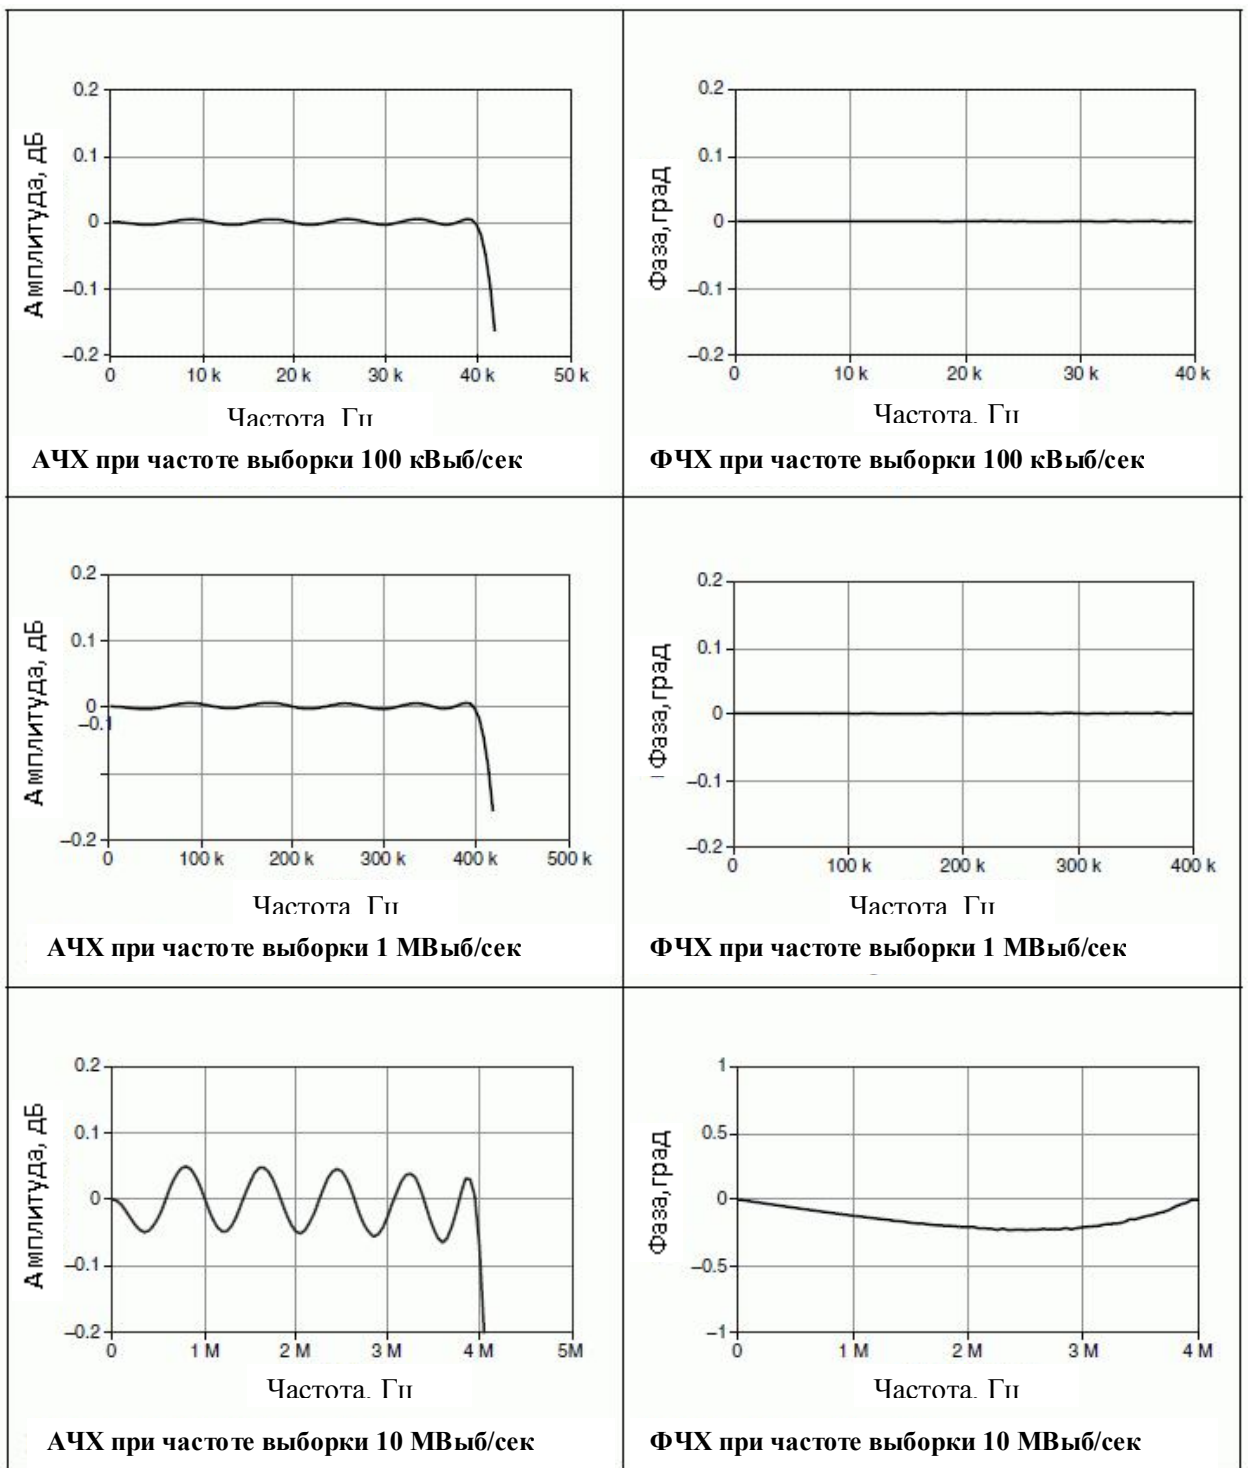 Амплитуда, дБ
0.2
0.1
0
–0.1
–0.2
0 10 k 20 k 30 k 40 k 50 k
Частота, Гц
АЧХ при частоте выборки 100 кВыб/сек
Фаза,град
0.2
0.1
0
–0.1
–0.2
0 10 k 20 k 30 k 40 k
Частота, Гц
ФЧХ при частоте выборки 100 кВыб/сек
Амплитуда, дБ
0.2
0.1
0
–0.1
–0.2
0 100 k 200 k 300 k 400 k 500 k
Частота, Гц
АЧХ при частоте выборки 1 МВыб/сек
Фаза,град
0.2
0.1
0
–0.1
–0.2
0 100 k 200 k 300 k 400 k
Частота, Гц
ФЧХ при частоте выборки 1 МВыб/сек
Амплитуда, дБ
0.2
0.1
0
–0.1
–0.2
0 1 M 2 M 3 M 4 M 5M
Частота, Гц
АЧХ при частоте выборки 10 МВыб/сек
Фаза,град
1
0.5
0
–0.5
–1
0 1 M 2 M 3 M 4 M
Частота, Гц
ФЧХ при частоте выборки 10 МВыб/сек